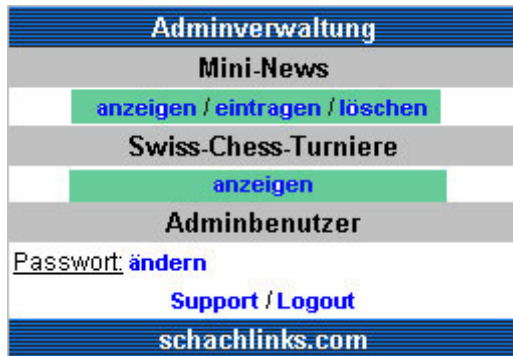 Adminverwaltung
Mini-News
anzeigen / eintragen / löschen
Swiss-Chess-Turniere
anzeigen
Adminbenutzer
Passwort: ändern
Support / Logout
schachlinks.com